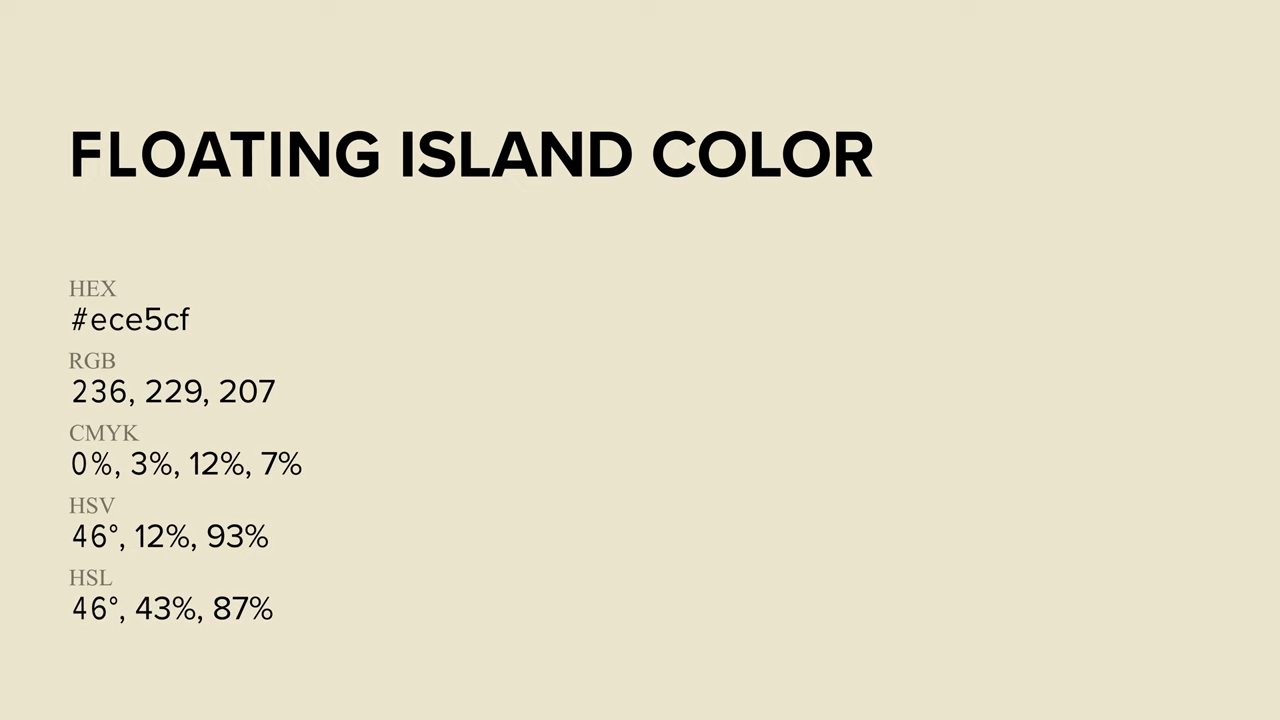 FLOATING ISLAND COLOR
HEX
#ece5cf
RGB
236, 229, 207
CMYK
0%, 3%, 12%, 7%
HSV
46°, 12%, 93%
HSL
46°, 43%, 87%